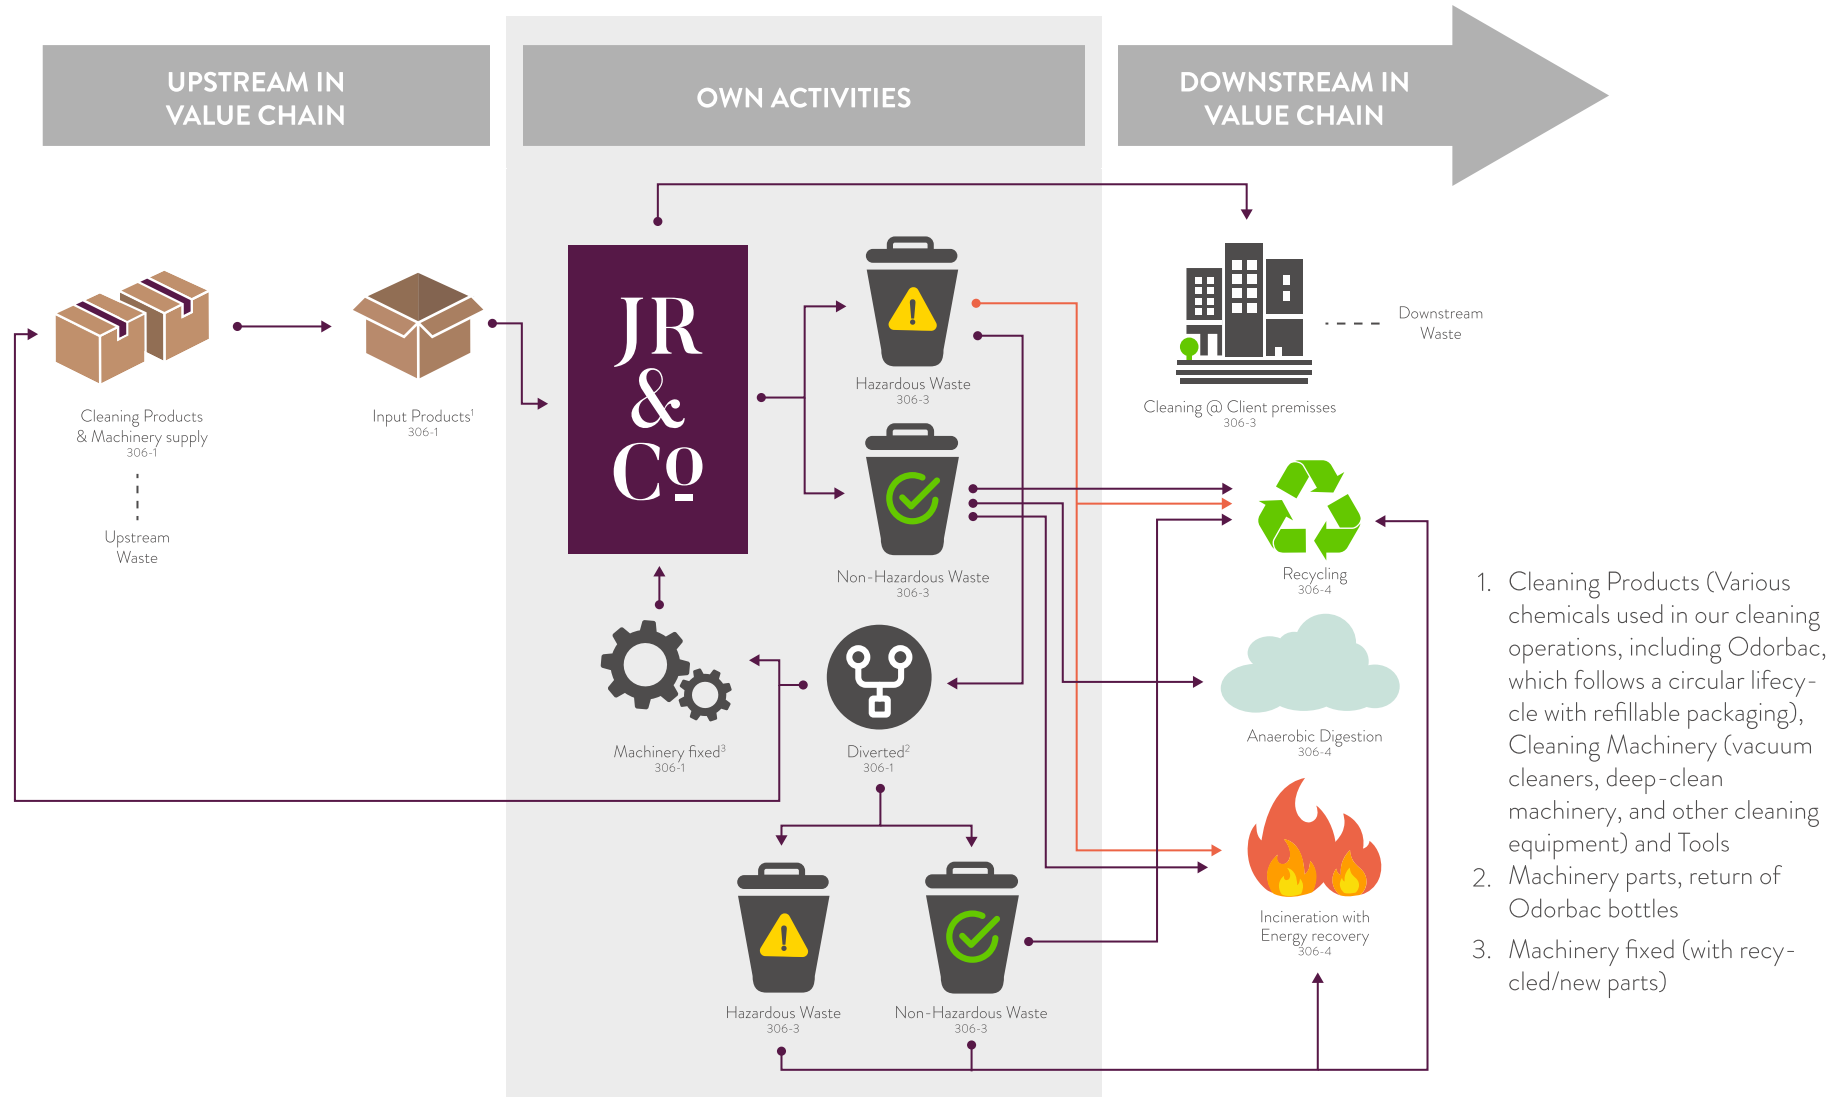 UPSTREAM IN
VALUE CHAIN
OWN ACTIVITIES
DOWNSTREAM IN
VALUE CHAIN
Cleaning Products
& Machinery supply
306-1
Upstream
Waste
Input Products¹
306-1
JR
&
Co
Hazardous Waste
306-3
Non-Hazardous Waste
306-3
Machinery fixed³
306-1
Diverted²
306-1
Hazardous Waste
306-3
Non-Hazardous Waste
306-3
Cleaning @ Client premisses
306-3
Downstream
Waste
Recycling
306-4
Anaerobic Digestion
306-4
Incineration with
Energy recovery
306-4
1. Cleaning Products (Various
chemicals used in our cleaning
operations, including Odorbac,
which follows a circular lifecy-
cle with refillable packaging),
Cleaning Machinery (vacuum
cleaners, deep-clean
machinery, and other cleaning
equipment) and Tools
2. Machinery parts, return of
Odorbac bottles
3. Machinery fixed (with recy-
cled/new parts)